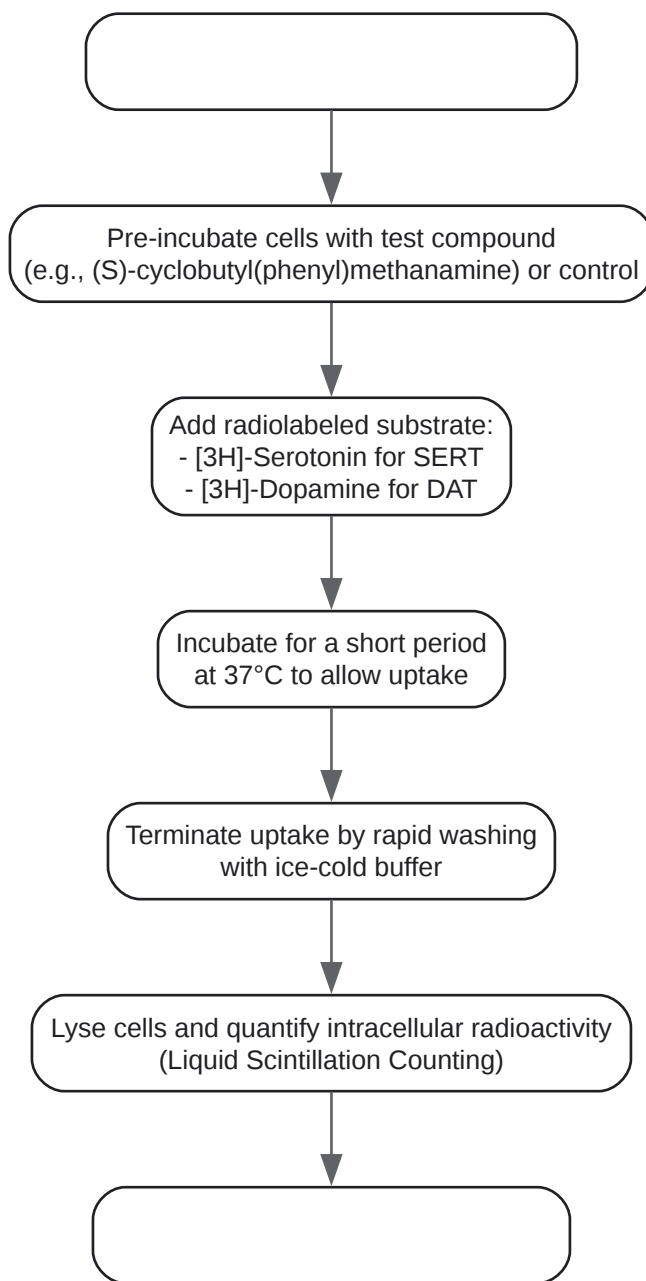 Pre-incubate cells with test compound
(e.g., (S)-cyclobutyl(phenyl)methanamine) or control
Add radiolabeled substrate:
- [3H]-Serotonin for SERT
- [3H]-Dopamine for DAT
Incubate for a short period
at 37°C to allow uptake
Terminate uptake by rapid washing
with ice-cold buffer
Lyse cells and quantify intracellular radioactivity
(Liquid Scintillation Counting)